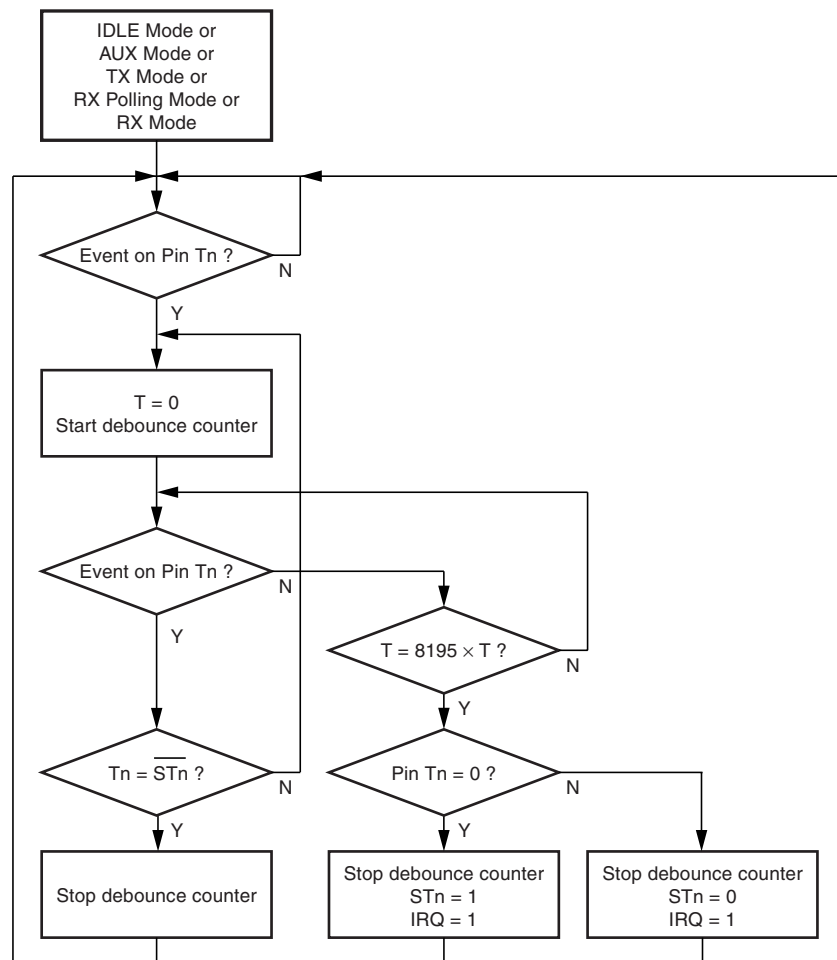 IDLE Mode or
AUX Mode or
TX Mode or
RX Polling Mode or
RX Mode
Event on Pin Tn ?
N
Y
T = 0
Start debounce counter
Event on Pin Tn ?
N
Y
T = 8195 × T ?
N
Y
Tn = S̅T̅n̅ ?
N
Y
Pin Tn = 0 ?
N
Y
Stop debounce counter
Stop debounce counter
STn = 1
IRQ = 1
Stop debounce counter
STn = 0
IRQ = 1